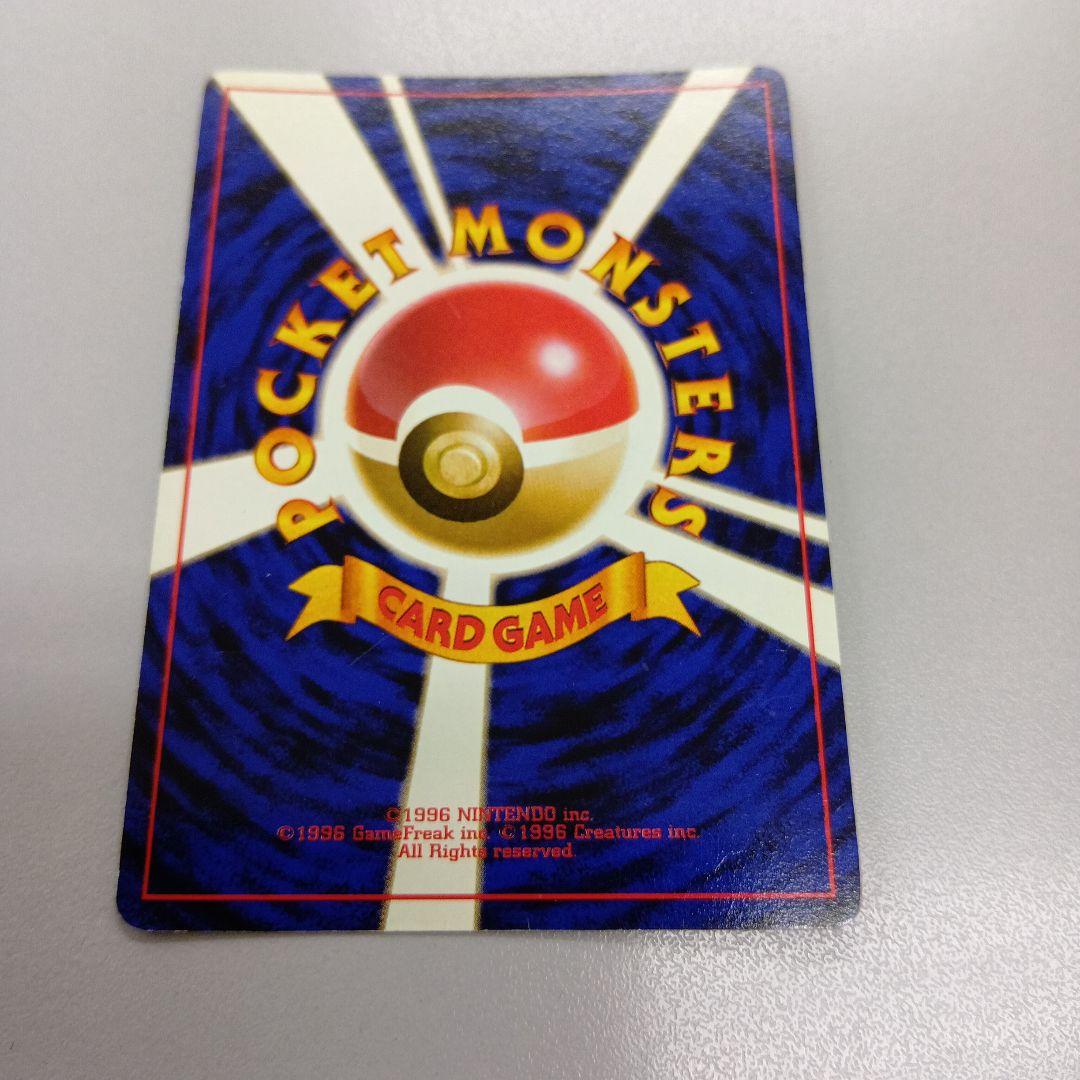 POCKET MONSTERS
CARD GAME
©1996 NINTENDO inc.
©1996 GameFreak inc. ©1996 Creatures inc.
All Rights reserved.